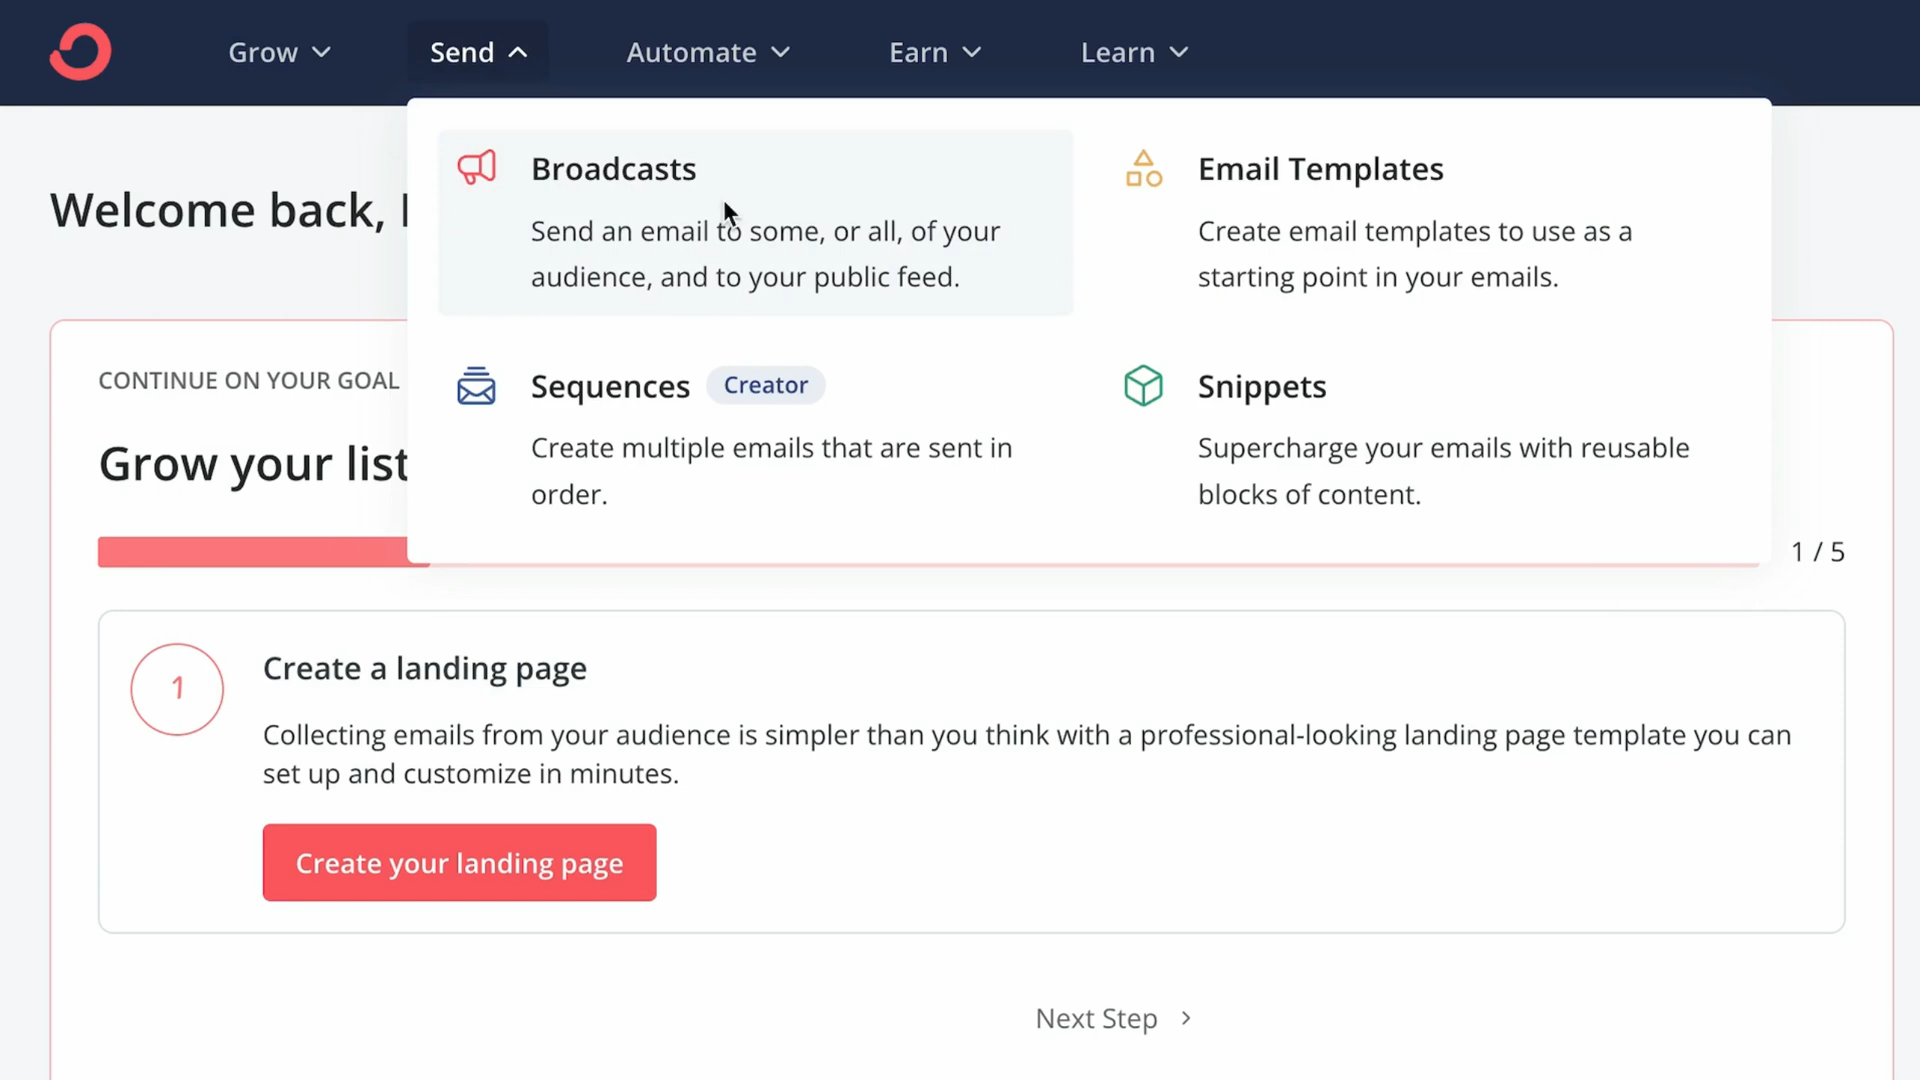 Grow
Send
Automate
Earn
Learn
Welcome back,
Broadcasts
Send an email to some, or all, of your
audience, and to your public feed.
Email Templates
Create email templates to use as a
starting point in your emails.
Sequences Creator
Create multiple emails that are sent in
order.
Snippets
Supercharge your emails with reusable
blocks of content.
CONTINUE ON YOUR GOAL
Grow your list
1 / 5
1
Create a landing page
Collecting emails from your audience is simpler than you think with a professional-looking landing page template you can
set up and customize in minutes.
Create your landing page
Next Step